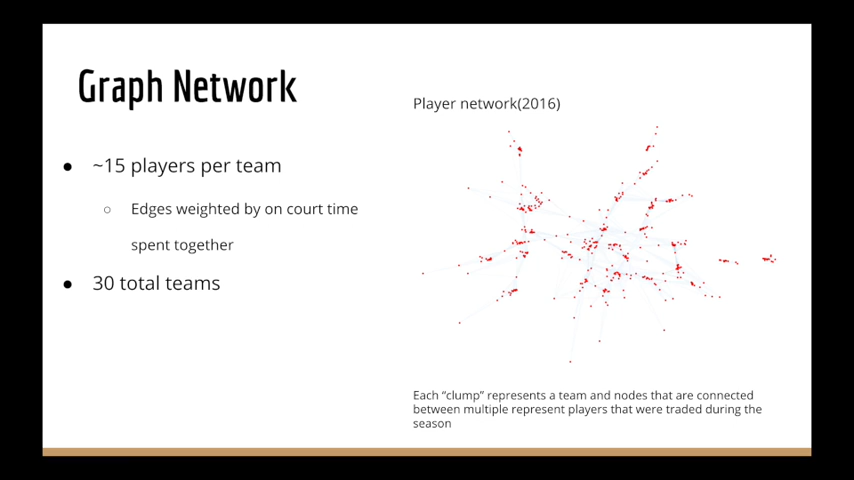 Graph Network
● ~15 players per team
○ Edges weighted by on court time
spent together
● 30 total teams
Player network(2016)
Each “clump” represents a team and nodes that are connected
between multiple represent players that were traded during the
season